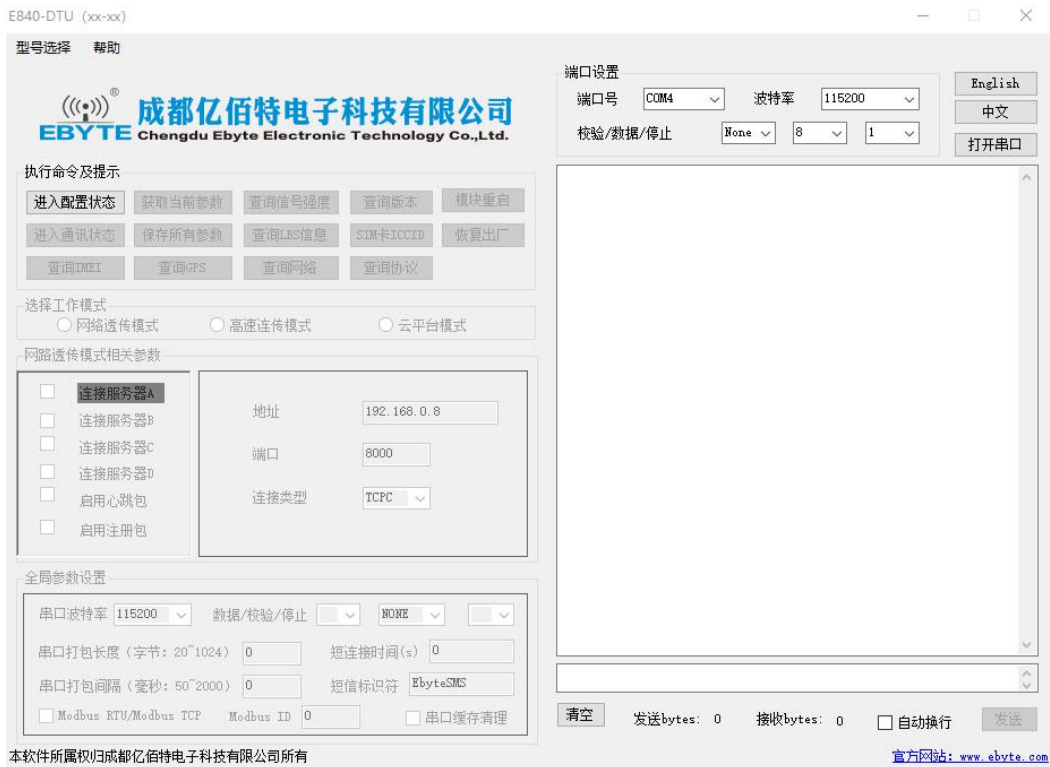 E840-DTU (xx-xx)
型号选择 帮助
EBYTE ®
成都亿佰特电子科技有限公司
Chengdu Ebyte Electronic Technology Co.,Ltd.
端口设置
端口号 COM4 波特率 115200
校验/数据/停止 None 8 1
English
中文
打开串口
执行命令及提示
进入配置状态 获取当前参数 查询信号强度 查询版本 模块重启
进入通讯状态 保存所有参数 查询LBS信息 SIM卡ICCID 恢复出厂
查询IMEI 查询GPS 查询网络 查询协议
选择工作模式
网络透传模式 高速连传模式 云平台模式
网路透传模式相关参数
连接服务器A
连接服务器B
连接服务器C
连接服务器D
启用心跳包
启用注册包
地址 192.168.0.8
端口 8000
连接类型 TCPC
全局参数设置
串口波特率 115200 数据/校验/停止 NONE
串口打包长度(字节: 20~1024) 0 短连接时间(s) 0
串口打包间隔(毫秒: 50~2000) 0 短信标识符 EbyteSMS
Modbus RTU/Modbus TCP Modbus ID 0 串口缓存清理
清空 发送bytes: 0 接收bytes: 0 自动换行 发送
本软件所属权归成都亿佰特电子科技有限公司所有
官方网站: www.ebyte.com